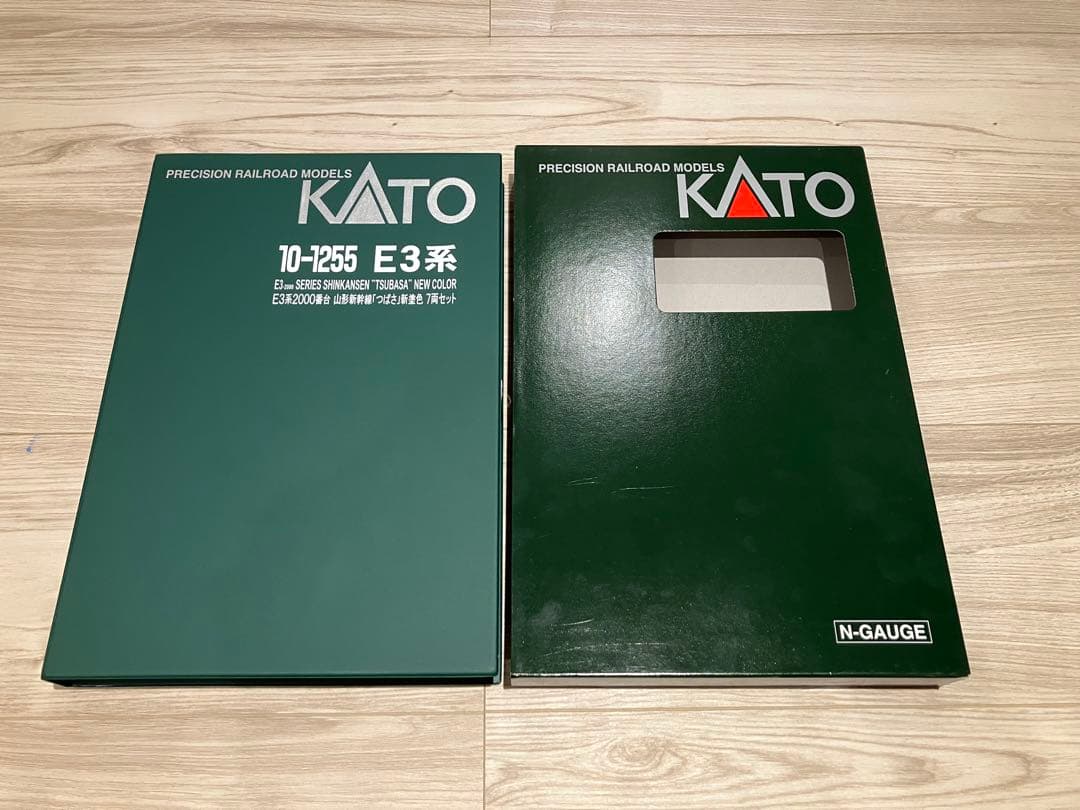 PRECISION RAILROAD MODELS
KATO
10-1255 E3系
E3-2000 SERIES SHINKANSEN "TSUBASA" NEW COLOR
E3系2000番台 山形新幹線「つばさ」新塗色 7両セット
PRECISION RAILROAD MODELS
KATO
N-GAUGE